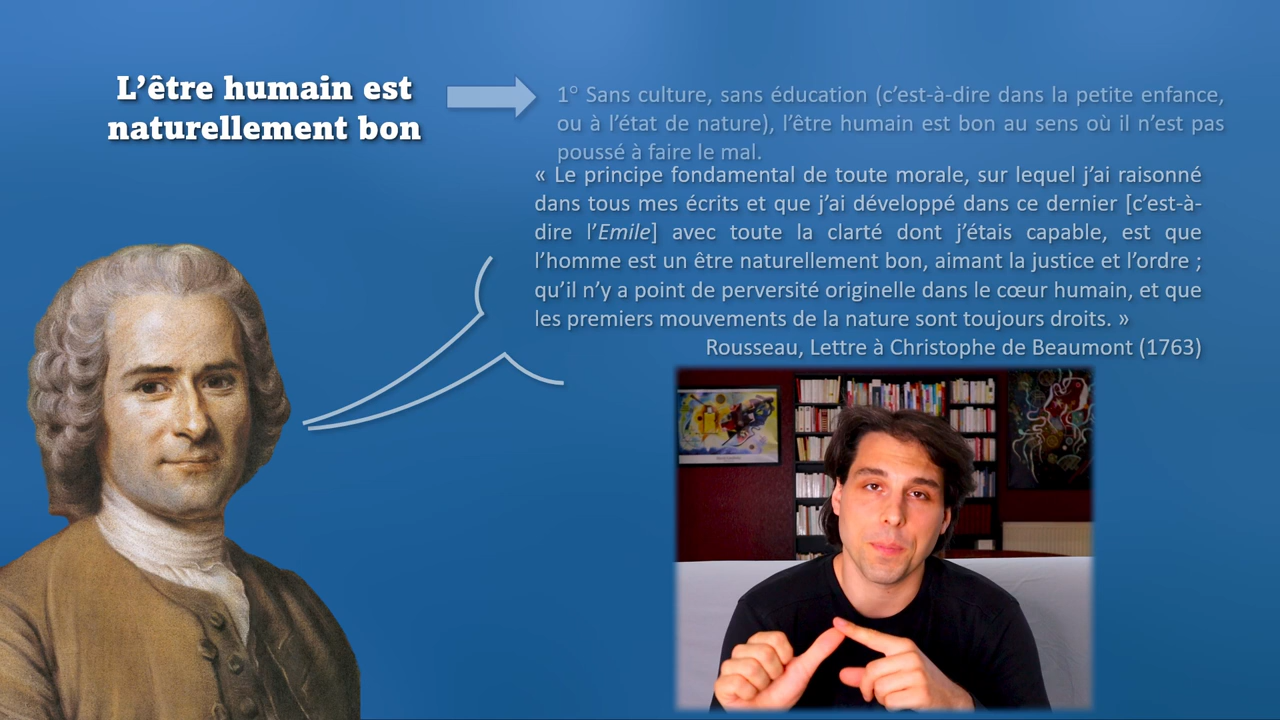 L’être humain est
naturellement bon
1° Sans culture, sans éducation (c’est-à-dire dans la petite enfance,
ou à l’état de nature), l’être humain est bon au sens où il n’est pas
poussé à faire le mal.
« Le principe fondamental de toute morale, sur lequel j’ai raisonné
dans tous mes écrits et que j’ai développé dans ce dernier [c’est-à-
dire l’Emile] avec toute la clarté dont j’étais capable, est que
l’homme est un être naturellement bon, aimant la justice et l’ordre ;
qu’il n’y a point de perversité originelle dans le cœur humain, et que
les premiers mouvements de la nature sont toujours droits. »
Rousseau, Lettre à Christophe de Beaumont (1763)